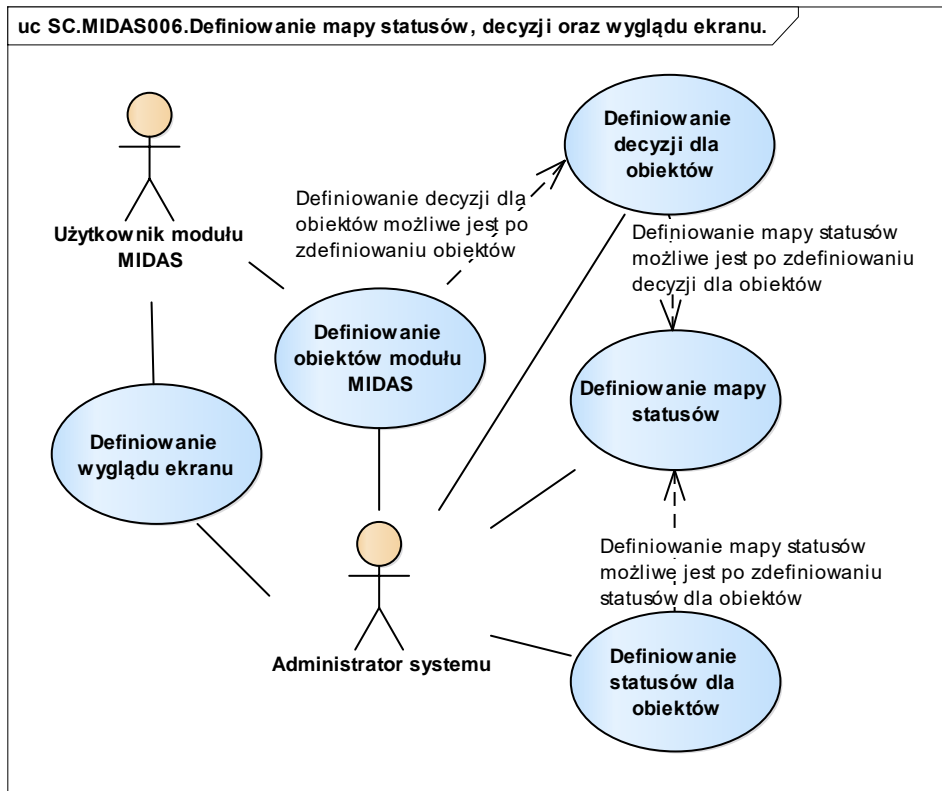 uc SC.MIDAS006.Definiowanie mapy statusów, decyzji oraz wyglądu ekranu.
Użytkownik modułu
MIDAS
Definiowanie decyzji dla
obiektów możliwe jest po
zdefiniowaniu obiektów
Definiowanie
decyzji dla
obiektów
Definiowanie mapy statusów
możliwe jest po zdefiniowaniu
decyzji dla obiektów
Definiowanie
obiektów modułu
MIDAS
Definiowanie mapy
statusów
Definiowanie
wyglądu ekranu
Definiowanie mapy statusów
możliwe jest po zdefiniowaniu
statusów dla obiektów
Administrator systemu
Definiowanie
statusów dla
obiektów